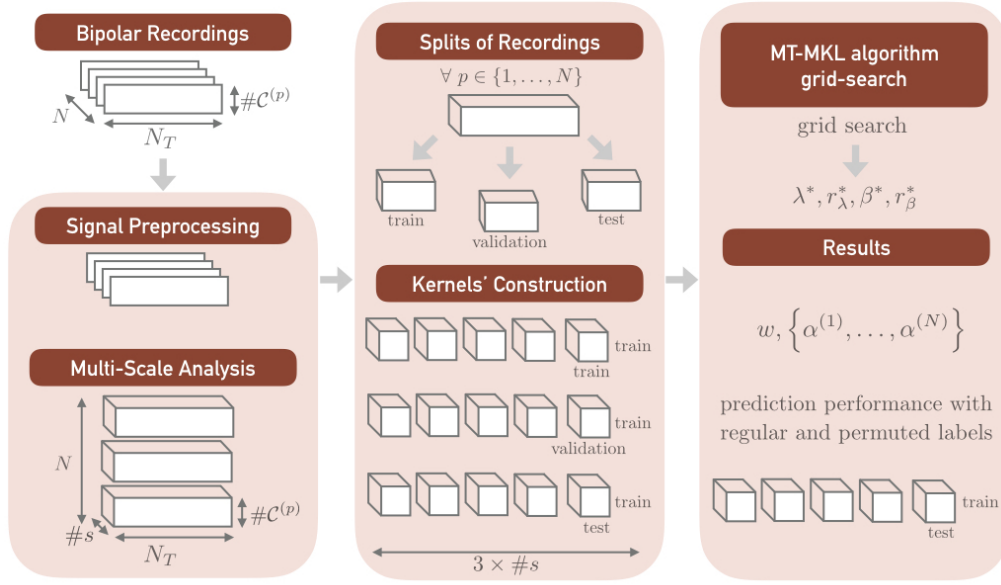 Bipolar Recordings
N
#𝒞^(p)
N_T
Signal Preprocessing
Multi-Scale Analysis
N
#s
N_T
#𝒞^(p)
Splits of Recordings
∀ p ∈ {1, . . . , N}
train
validation
test
Kernels' Construction
train
train
train
validation
train
test
3 × #s
MT-MKL algorithm
grid-search
grid search
λ*, r*_λ, β*, r*_β
Results
w, {α^(1), . . . , α^(N)}
prediction performance with
regular and permuted labels
train
test